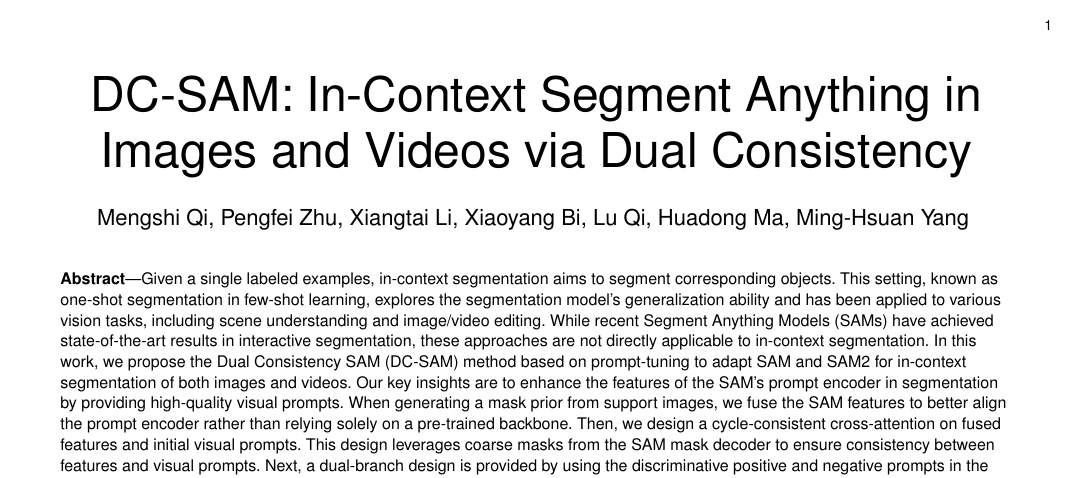 1
DC-SAM: In-Context Segment Anything in
Images and Videos via Dual Consistency
Mengshi Qi, Pengfei Zhu, Xiangtai Li, Xiaoyang Bi, Lu Qi, Huadong Ma, Ming-Hsuan Yang
Abstract—Given a single labeled examples, in-context segmentation aims to segment corresponding objects. This setting, known as
one-shot segmentation in few-shot learning, explores the segmentation model's generalization ability and has been applied to various
vision tasks, including scene understanding and image/video editing. While recent Segment Anything Models (SAMs) have achieved
state-of-the-art results in interactive segmentation, these approaches are not directly applicable to in-context segmentation. In this
work, we propose the Dual Consistency SAM (DC-SAM) method based on prompt-tuning to adapt SAM and SAM2 for in-context
segmentation of both images and videos. Our key insights are to enhance the features of the SAM's prompt encoder in segmentation
by providing high-quality visual prompts. When generating a mask prior from support images, we fuse the SAM features to better align
the prompt encoder rather than relying solely on a pre-trained backbone. Then, we design a cycle-consistent cross-attention on fused
features and initial visual prompts. This design leverages coarse masks from the SAM mask decoder to ensure consistency between
features and visual prompts. Next, a dual-branch design is provided by using the discriminative positive and negative prompts in the